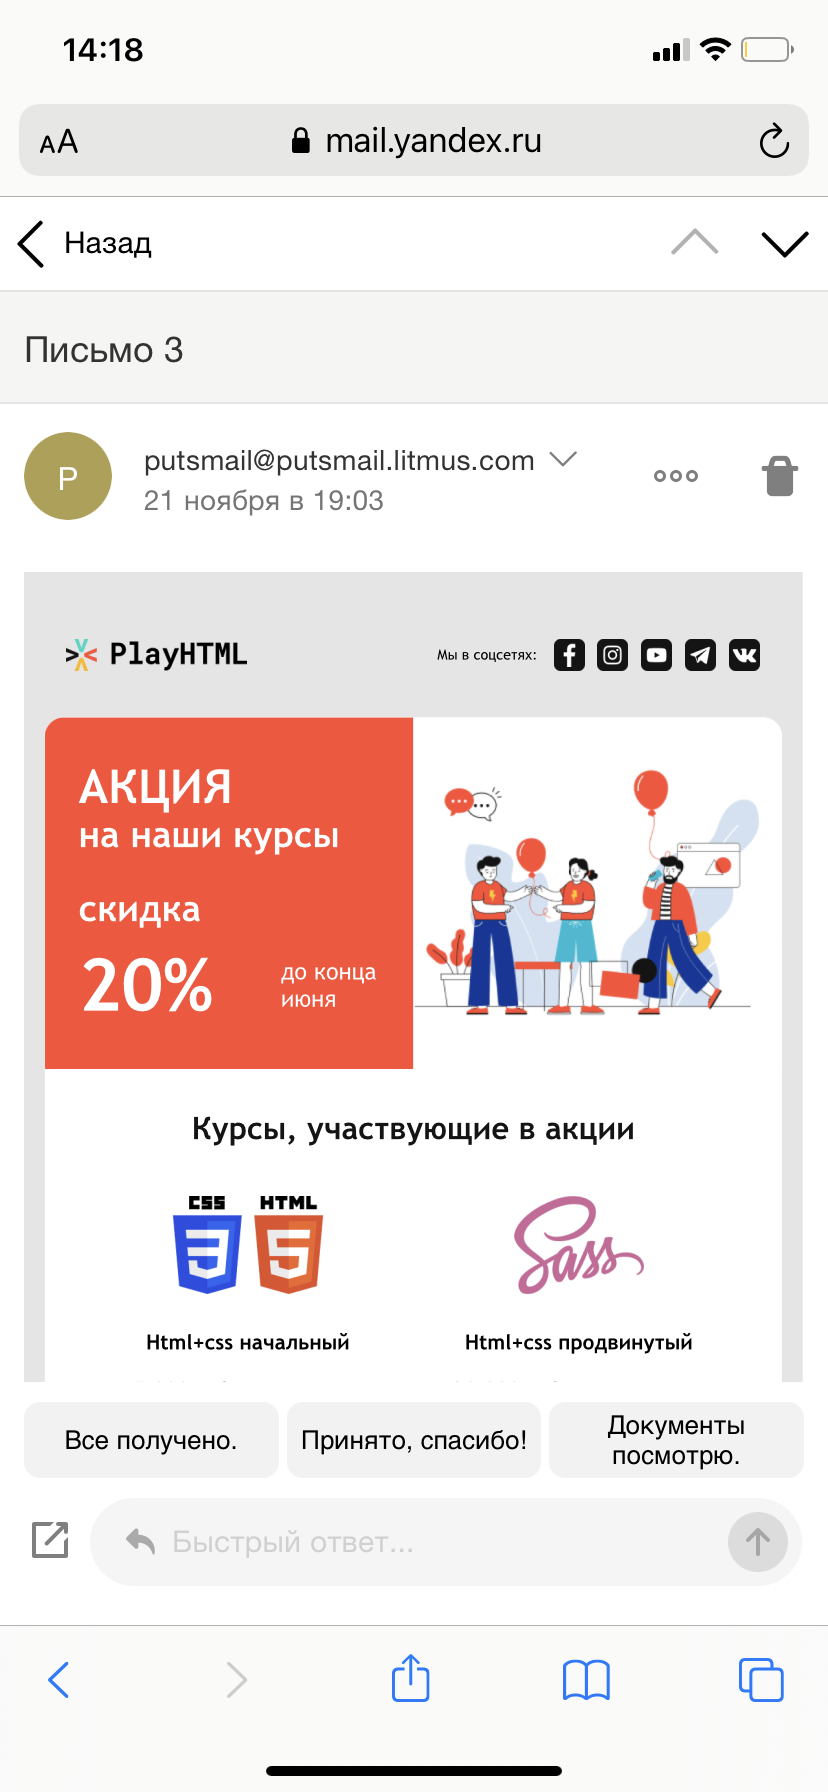 14:18
AA mail.yandex.ru
Назад
Письмо 3
P
putsmail@putsmail.litmus.com
21 ноября в 19:03
PlayHTML
Мы в соцсетях:
АКЦИЯ
на наши курсы
скидка
20%
до конца
июня
Курсы, участвующие в акции
CSS HTML
Sass
Html+css начальный
Html+css продвинутый
Все получено.
Принято, спасибо!
Документы
посмотрю.
Быстрый ответ...